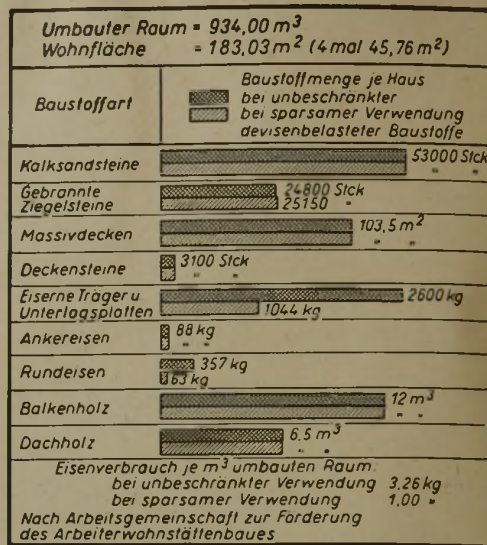 Umbauter Raum = 934,00 m³
Wohnfläche = 183,03 m² (4 mal 45,76 m²)
Baustoffart
Baustoffmenge je Haus
bei unbeschränkter
bei sparsamer Verwendung
devisenbelasteter Baustoffe
Kalksandsteine 53000 Stck
" "
Gebrannte 24800 Stck
Ziegelsteine 25150 "
Massivdecken 103,5 m²
" "
Deckensteine 3100 Stck
" "
Eiserne Träger u. 2600 kg
Unterlagsplatten 1044 kg
Ankereisen 88 kg
" "
Rundeisen 357 kg
63 kg
Balkenholz 12 m³
" "
Dachholz 6,5 m³
" "
Eisenverbrauch je m³ umbauten Raum:
bei unbeschränkter Verwendung 3,26 kg
bei sparsamer Verwendung 1,00 "
Nach Arbeitsgemeinschaft zur Förderung
des Arbeiterwohnstättenbaues